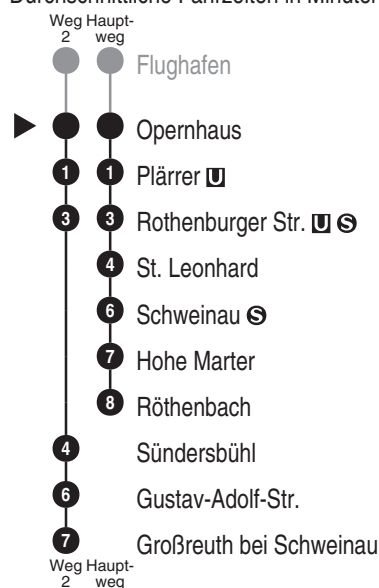 Durchschnittliche Fahrzeiten in Minuten
Weg Haupt-
2 weg
Flughafen
Opernhaus
1 1 Plärrer U
3 3 Rothenburger Str. U S
4 St. Leonhard
6 Schweinau S
7 Hohe Marter
8 Röthenbach
4 Sündersbühl
6 Gustav-Adolf-Str.
7 Großreuth bei Schweinau
Weg Haupt-
2 weg